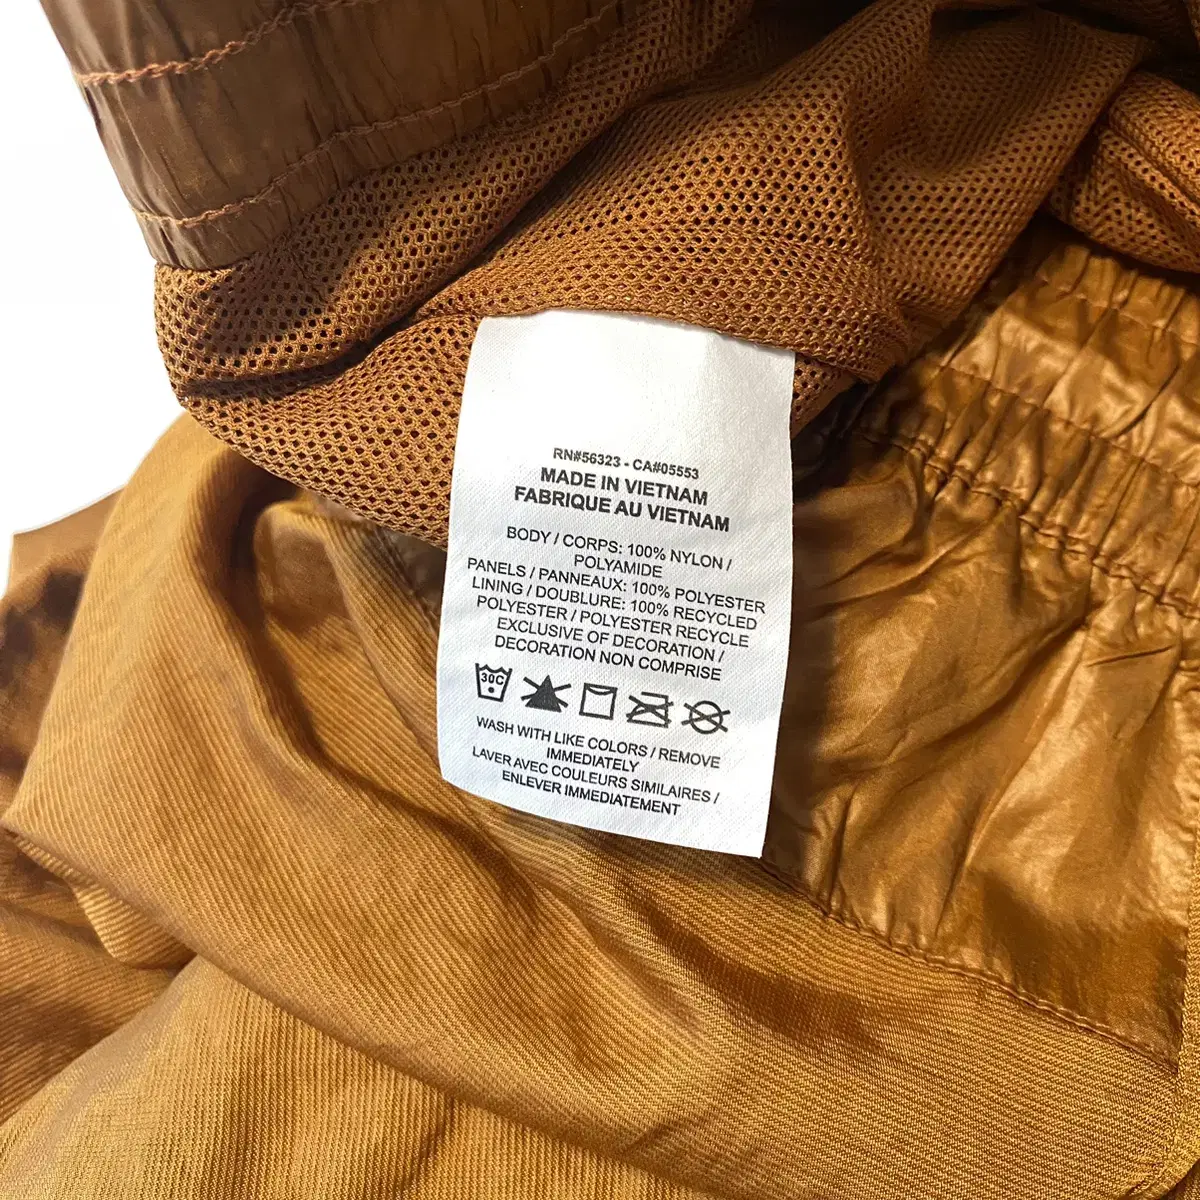 RN#56323 - CA#05553
MADE IN VIETNAM
FABRIQUE AU VIETNAM
BODY / CORPS: 100% NYLON /
POLYAMIDE
PANELS / PANNEAUX: 100% POLYESTER
LINING / DOUBLURE: 100% RECYCLED
POLYESTER / POLYESTER RECYCLE
EXCLUSIVE OF DECORATION /
DECORATION NON COMPRISE
30C
WASH WITH LIKE COLORS / REMOVE
IMMEDIATELY
LAVER AVEC COULEURS SIMILAIRES /
ENLEVER IMMEDIATEMENT